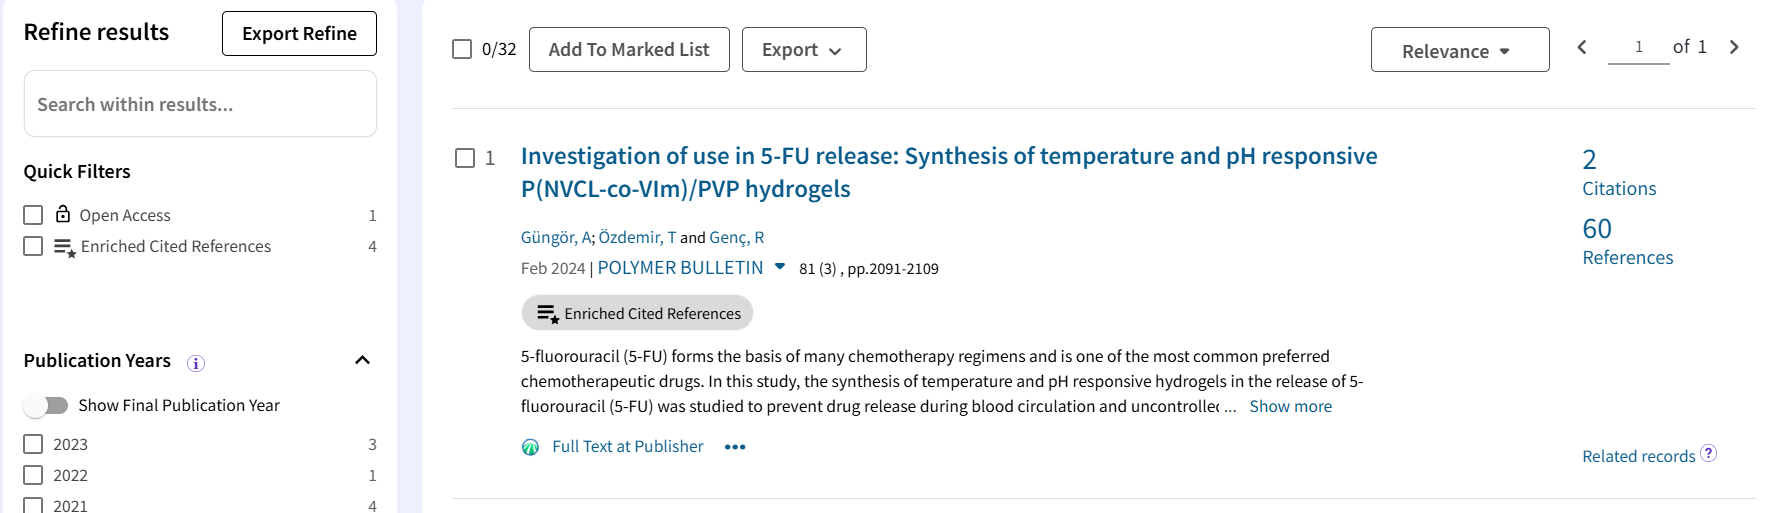 Refine results
Export Refine
Search within results...
Quick Filters
Open Access 1
Enriched Cited References 4
Publication Years
Show Final Publication Year
2023 3
2022 1
2021 4
0/32 Add To Marked List Export Relevance 1 of 1
1 Investigation of use in 5-FU release: Synthesis of temperature and pH responsive
P(NVCL-co-VIm)/PVP hydrogels
Güngör, A; Özdemir, T and Genç, R
Feb 2024 | POLYMER BULLETIN 81 (3) , pp.2091-2109
Enriched Cited References
5-fluorouracil (5-FU) forms the basis of many chemotherapy regimens and is one of the most common preferred
chemotherapeutic drugs. In this study, the synthesis of temperature and pH responsive hydrogels in the release of 5-
fluorouracil (5-FU) was studied to prevent drug release during blood circulation and uncontrolled ... Show more
Full Text at Publisher
2
Citations
60
References
Related records ?